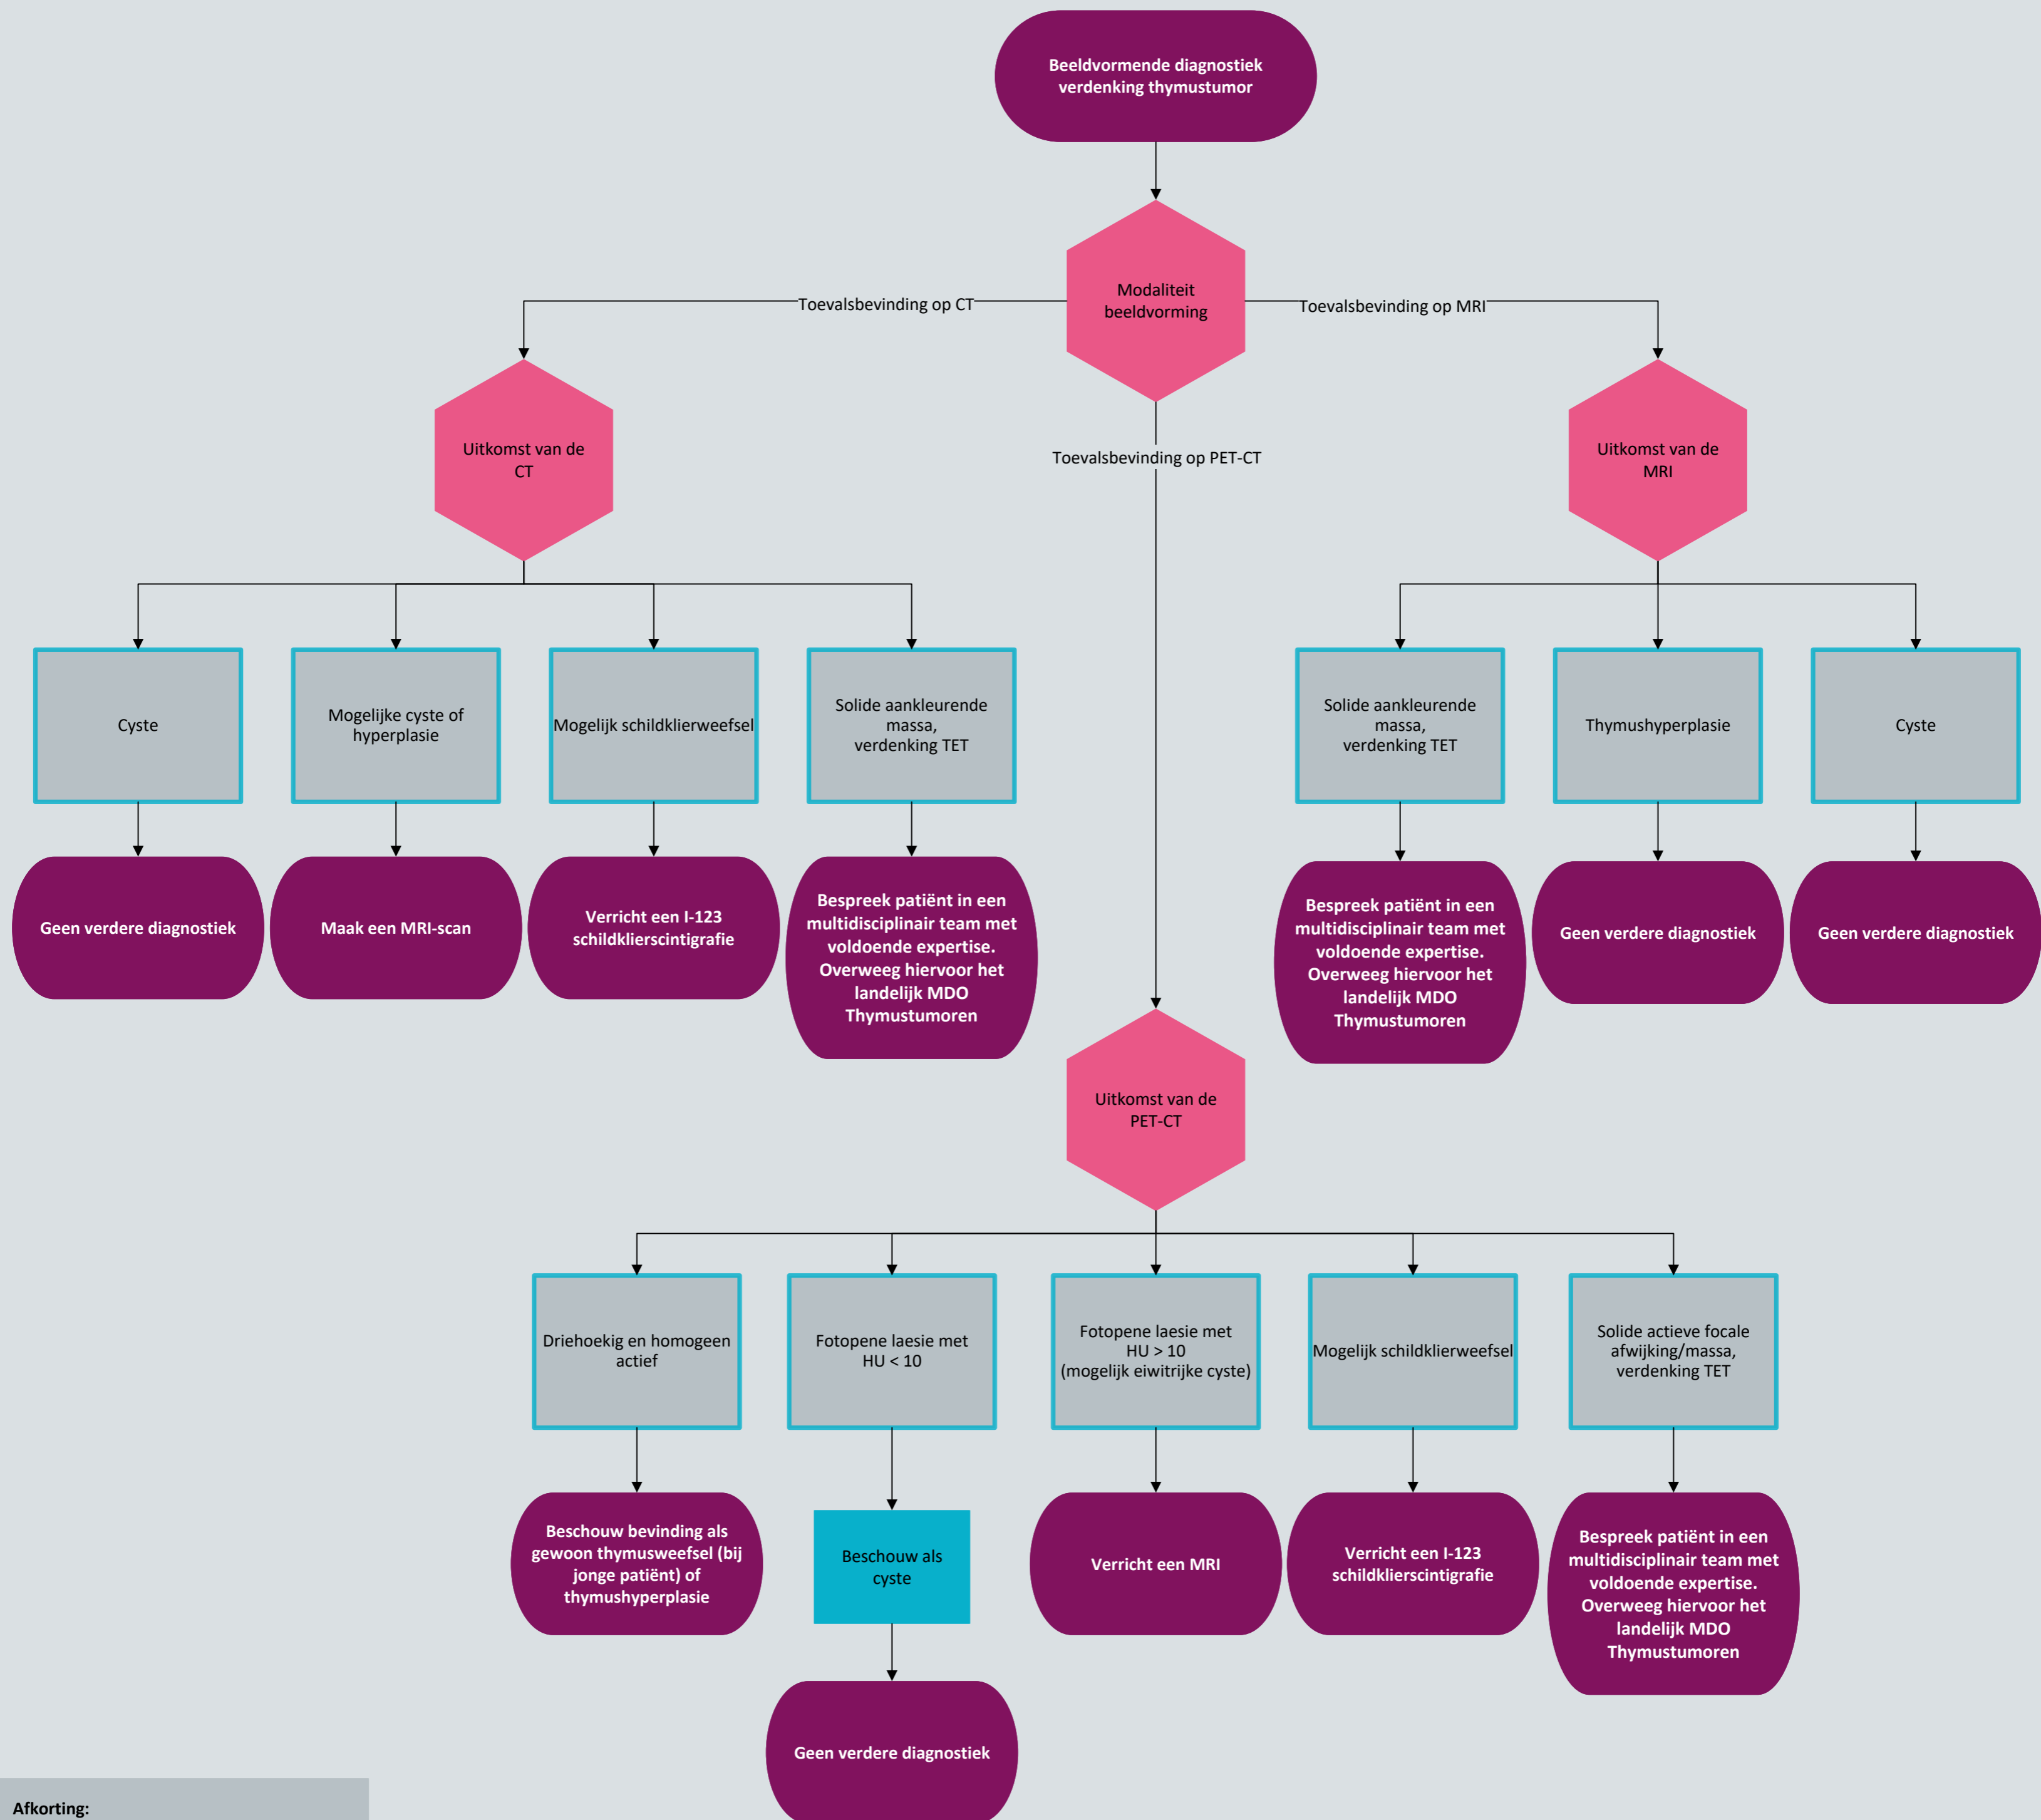 Beeldvormende diagnostiek
verdenking thymustumor
Modaliteit
beeldvorming
Toevalsbevinding op CT
Toevalsbevinding op MRI
Toevalsbevinding op PET-CT
Uitkomst van de
CT
Uitkomst van de
MRI
Cyste
Mogelijke cyste of
hyperplasie
Mogelijk schildklierweefsel
Solide aankleurende
massa,
verdenking TET
Solide aankleurende
massa,
verdenking TET
Thymushyperplasie
Cyste
Geen verdere diagnostiek
Maak een MRI-scan
Verricht een I-123
schildklierscintigrafie
Bespreek patiënt in een
multidisciplinair team met
voldoende expertise.
Overweeg hiervoor het
landelijk MDO
Thymustumoren
Bespreek patiënt in een
multidisciplinair team met
voldoende expertise.
Overweeg hiervoor het
landelijk MDO
Thymustumoren
Geen verdere diagnostiek
Geen verdere diagnostiek
Uitkomst van de
PET-CT
Driehoekig en homogeen
actief
Fotopene laesie met
HU < 10
Fotopene laesie met
HU > 10
(mogelijk eiwitrijke cyste)
Mogelijk schildklierweefsel
Solide actieve focale
afwijking/massa,
verdenking TET
Beschouw bevinding als
gewoon thymusweefsel (bij
jonge patiënt) of
thymushyperplasie
Beschouw als
cyste
Verricht een MRI
Verricht een I-123
schildklierscintigrafie
Bespreek patiënt in een
multidisciplinair team met
voldoende expertise.
Overweeg hiervoor het
landelijk MDO
Thymustumoren
Geen verdere diagnostiek
Afkorting: